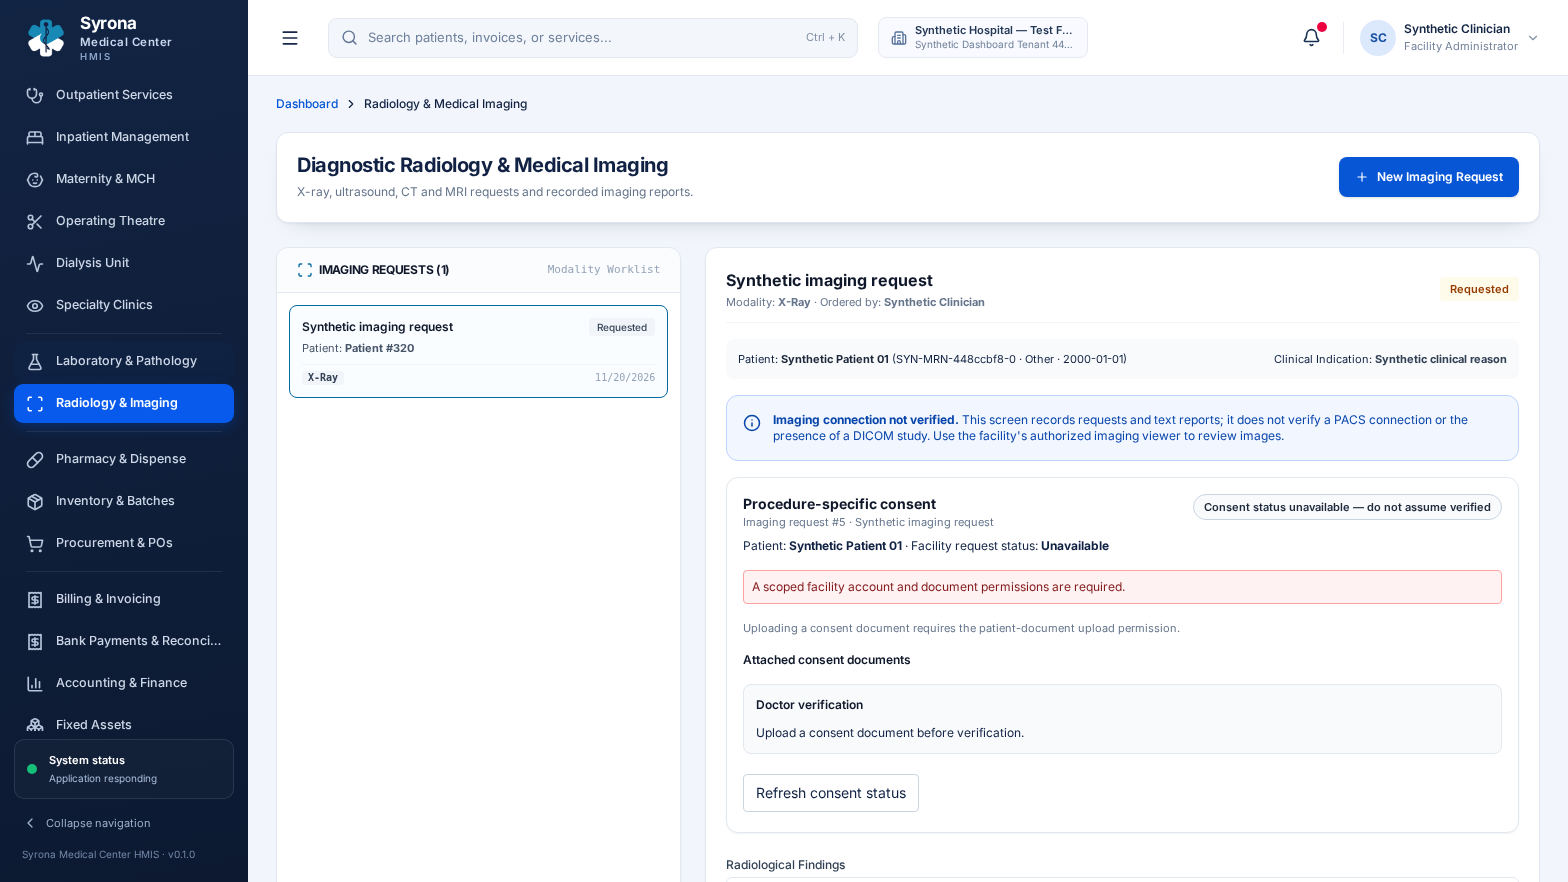 Syrona
Medical Center
HMIS
Outpatient Services
Inpatient Management
Maternity & MCH
Operating Theatre
Dialysis Unit
Specialty Clinics
Laboratory & Pathology
Radiology & Imaging
Pharmacy & Dispense
Inventory & Batches
Procurement & POs
Billing & Invoicing
Bank Payments & Reconci...
Accounting & Finance
Fixed Assets
System status
Application responding
Collapse navigation
Syrona Medical Center HMIS · v0.1.0
Search patients, invoices, or services...
Ctrl + K
Synthetic Hospital — Test F...
Synthetic Dashboard Tenant 44...
SC
Synthetic Clinician
Facility Administrator
Dashboard
Radiology & Medical Imaging
Diagnostic Radiology & Medical Imaging
X-ray, ultrasound, CT and MRI requests and recorded imaging reports.
New Imaging Request
IMAGING REQUESTS (1)
Modality Worklist
Synthetic imaging request
Requested
Patient: Patient #320
X-Ray
11/20/2026
Synthetic imaging request
Modality: X-Ray · Ordered by: Synthetic Clinician
Requested
Patient: Synthetic Patient 01 (SYN-MRN-448ccbf8-0 · Other · 2000-01-01)
Clinical Indication: Synthetic clinical reason
Imaging connection not verified. This screen records requests and text reports; it does not verify a PACS connection or the
presence of a DICOM study. Use the facility's authorized imaging viewer to review images.
Procedure-specific consent
Imaging request #5 · Synthetic imaging request
Consent status unavailable — do not assume verified
Patient: Synthetic Patient 01 · Facility request status: Unavailable
A scoped facility account and document permissions are required.
Uploading a consent document requires the patient-document upload permission.
Attached consent documents
Doctor verification
Upload a consent document before verification.
Refresh consent status
Radiological Findings